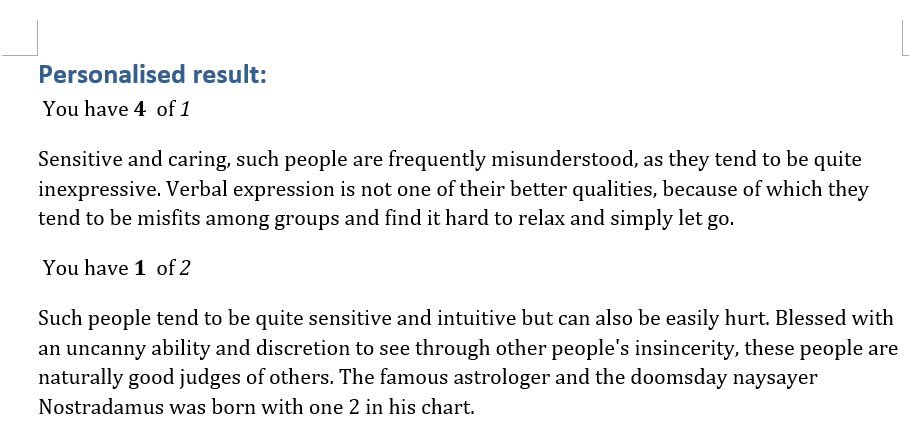 Personalised result:
You have 4 of 1
Sensitive and caring, such people are frequently misunderstood, as they tend to be quite
inexpressive. Verbal expression is not one of their better qualities, because of which they
tend to be misfits among groups and find it hard to relax and simply let go.
You have 1 of 2
Such people tend to be quite sensitive and intuitive but can also be easily hurt. Blessed with
an uncanny ability and discretion to see through other people's insincerity, these people are
naturally good judges of others. The famous astrologer and the doomsday naysayer
Nostradamus was born with one 2 in his chart.